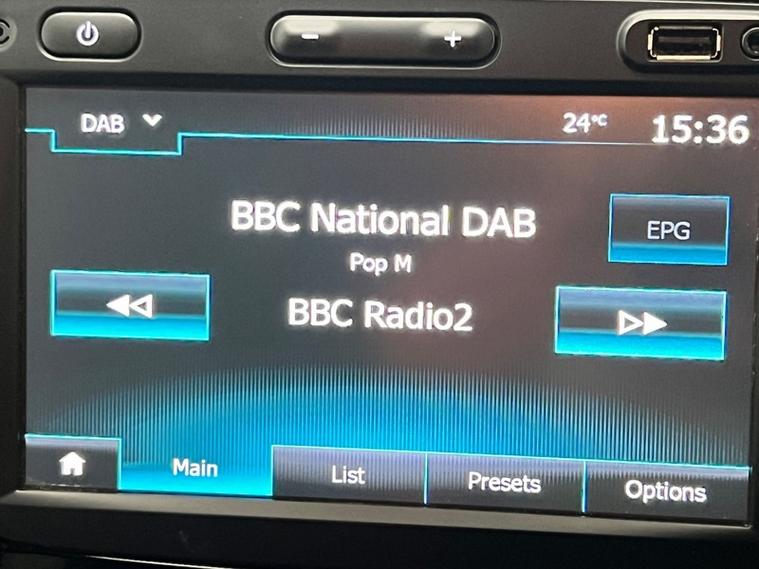 DAB
24°C
15:36
BBC National DAB
EPG
Pop M
BBC Radio2
Main
List
Presets
Options